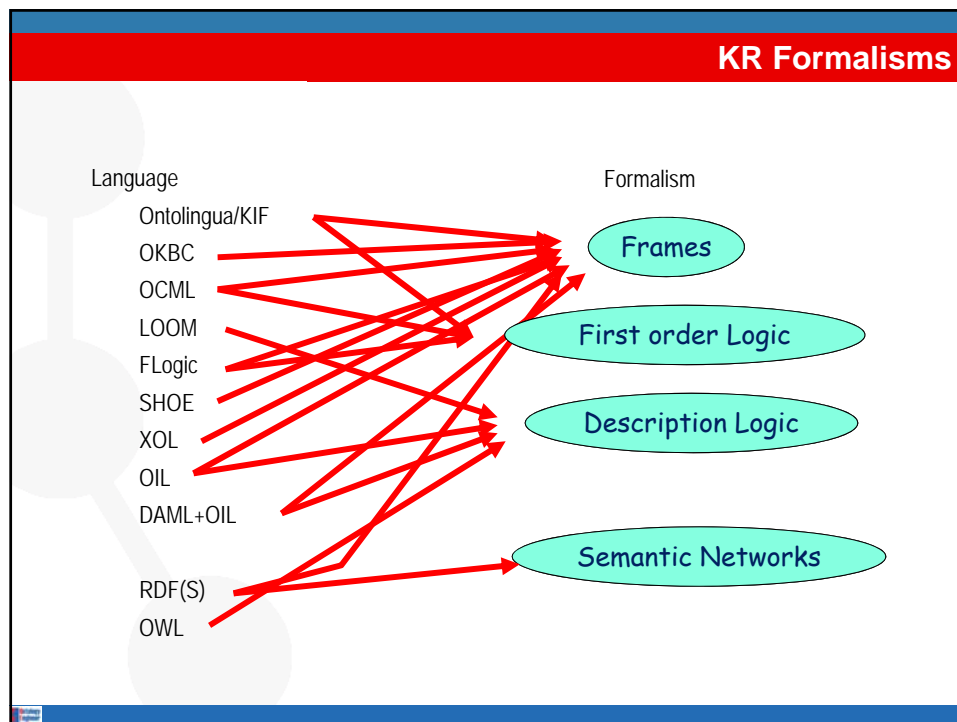 KR Formalisms
Language
Formalism
Ontolingua/KIF
OKBC
OCML
LOOM
FLogic
SHOE
XOL
OIL
DAML+OIL
RDF(S)
OWL
Frames
First order Logic
Description Logic
Semantic Networks